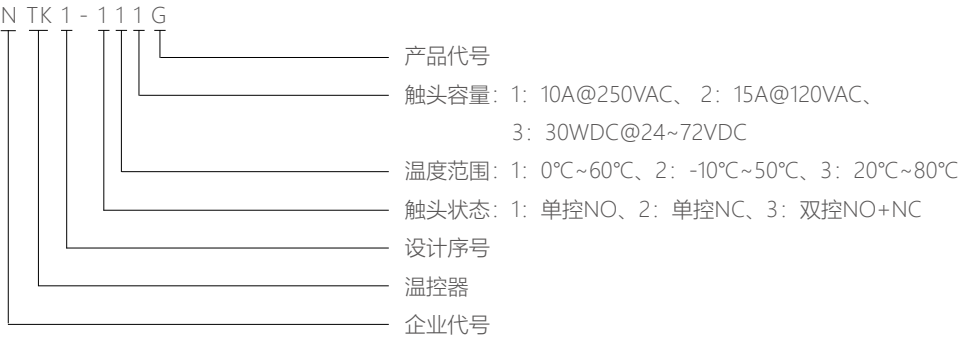 N TK 1 - 1 1 1 G
产品代号
触头容量：1：10A@250VAC、 2：15A@120VAC、
3：30WDC@24~72VDC
温度范围：1：0℃~60℃、2：-10℃~50℃、3：20℃~80℃
触头状态：1：单控NO、2：单控NC、3：双控NO+NC
设计序号
温控器
企业代号